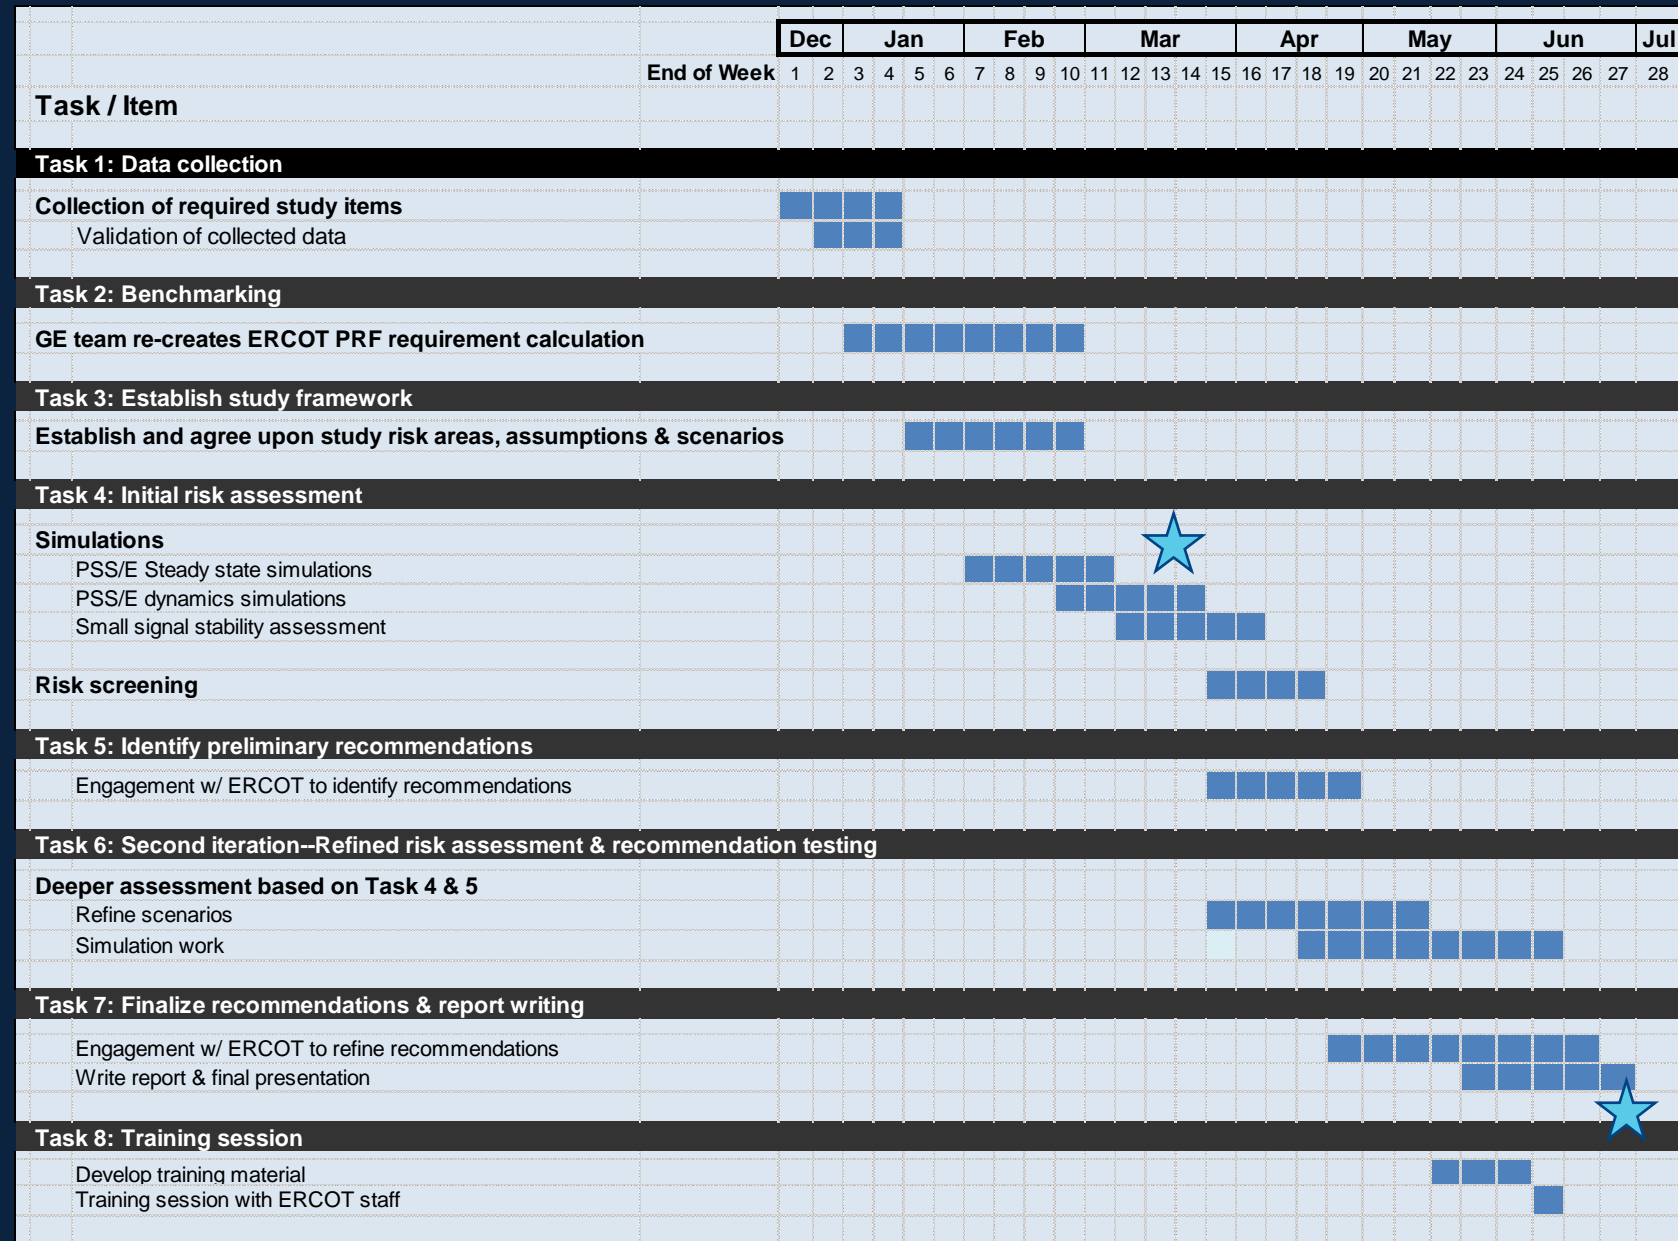 Dec Jan Feb Mar Apr May Jun Jul
End of Week 1 2 3 4 5 6 7 8 9 10 11 12 13 14 15 16 17 18 19 20 21 22 23 24 25 26 27 28
Task / Item
Task 1: Data collection
Collection of required study items
Validation of collected data
Task 2: Benchmarking
GE team re-creates ERCOT PRF requirement calculation
Task 3: Establish study framework
Establish and agree upon study risk areas, assumptions & scenarios
Task 4: Initial risk assessment
Simulations
PSS/E Steady state simulations
PSS/E dynamics simulations
Small signal stability assessment
Risk screening
Task 5: Identify preliminary recommendations
Engagement w/ ERCOT to identify recommendations
Task 6: Second iteration--Refined risk assessment & recommendation testing
Deeper assessment based on Task 4 & 5
Refine scenarios
Simulation work
Task 7: Finalize recommendations & report writing
Engagement w/ ERCOT to refine recommendations
Write report & final presentation
Task 8: Training session
Develop training material
Training session with ERCOT staff